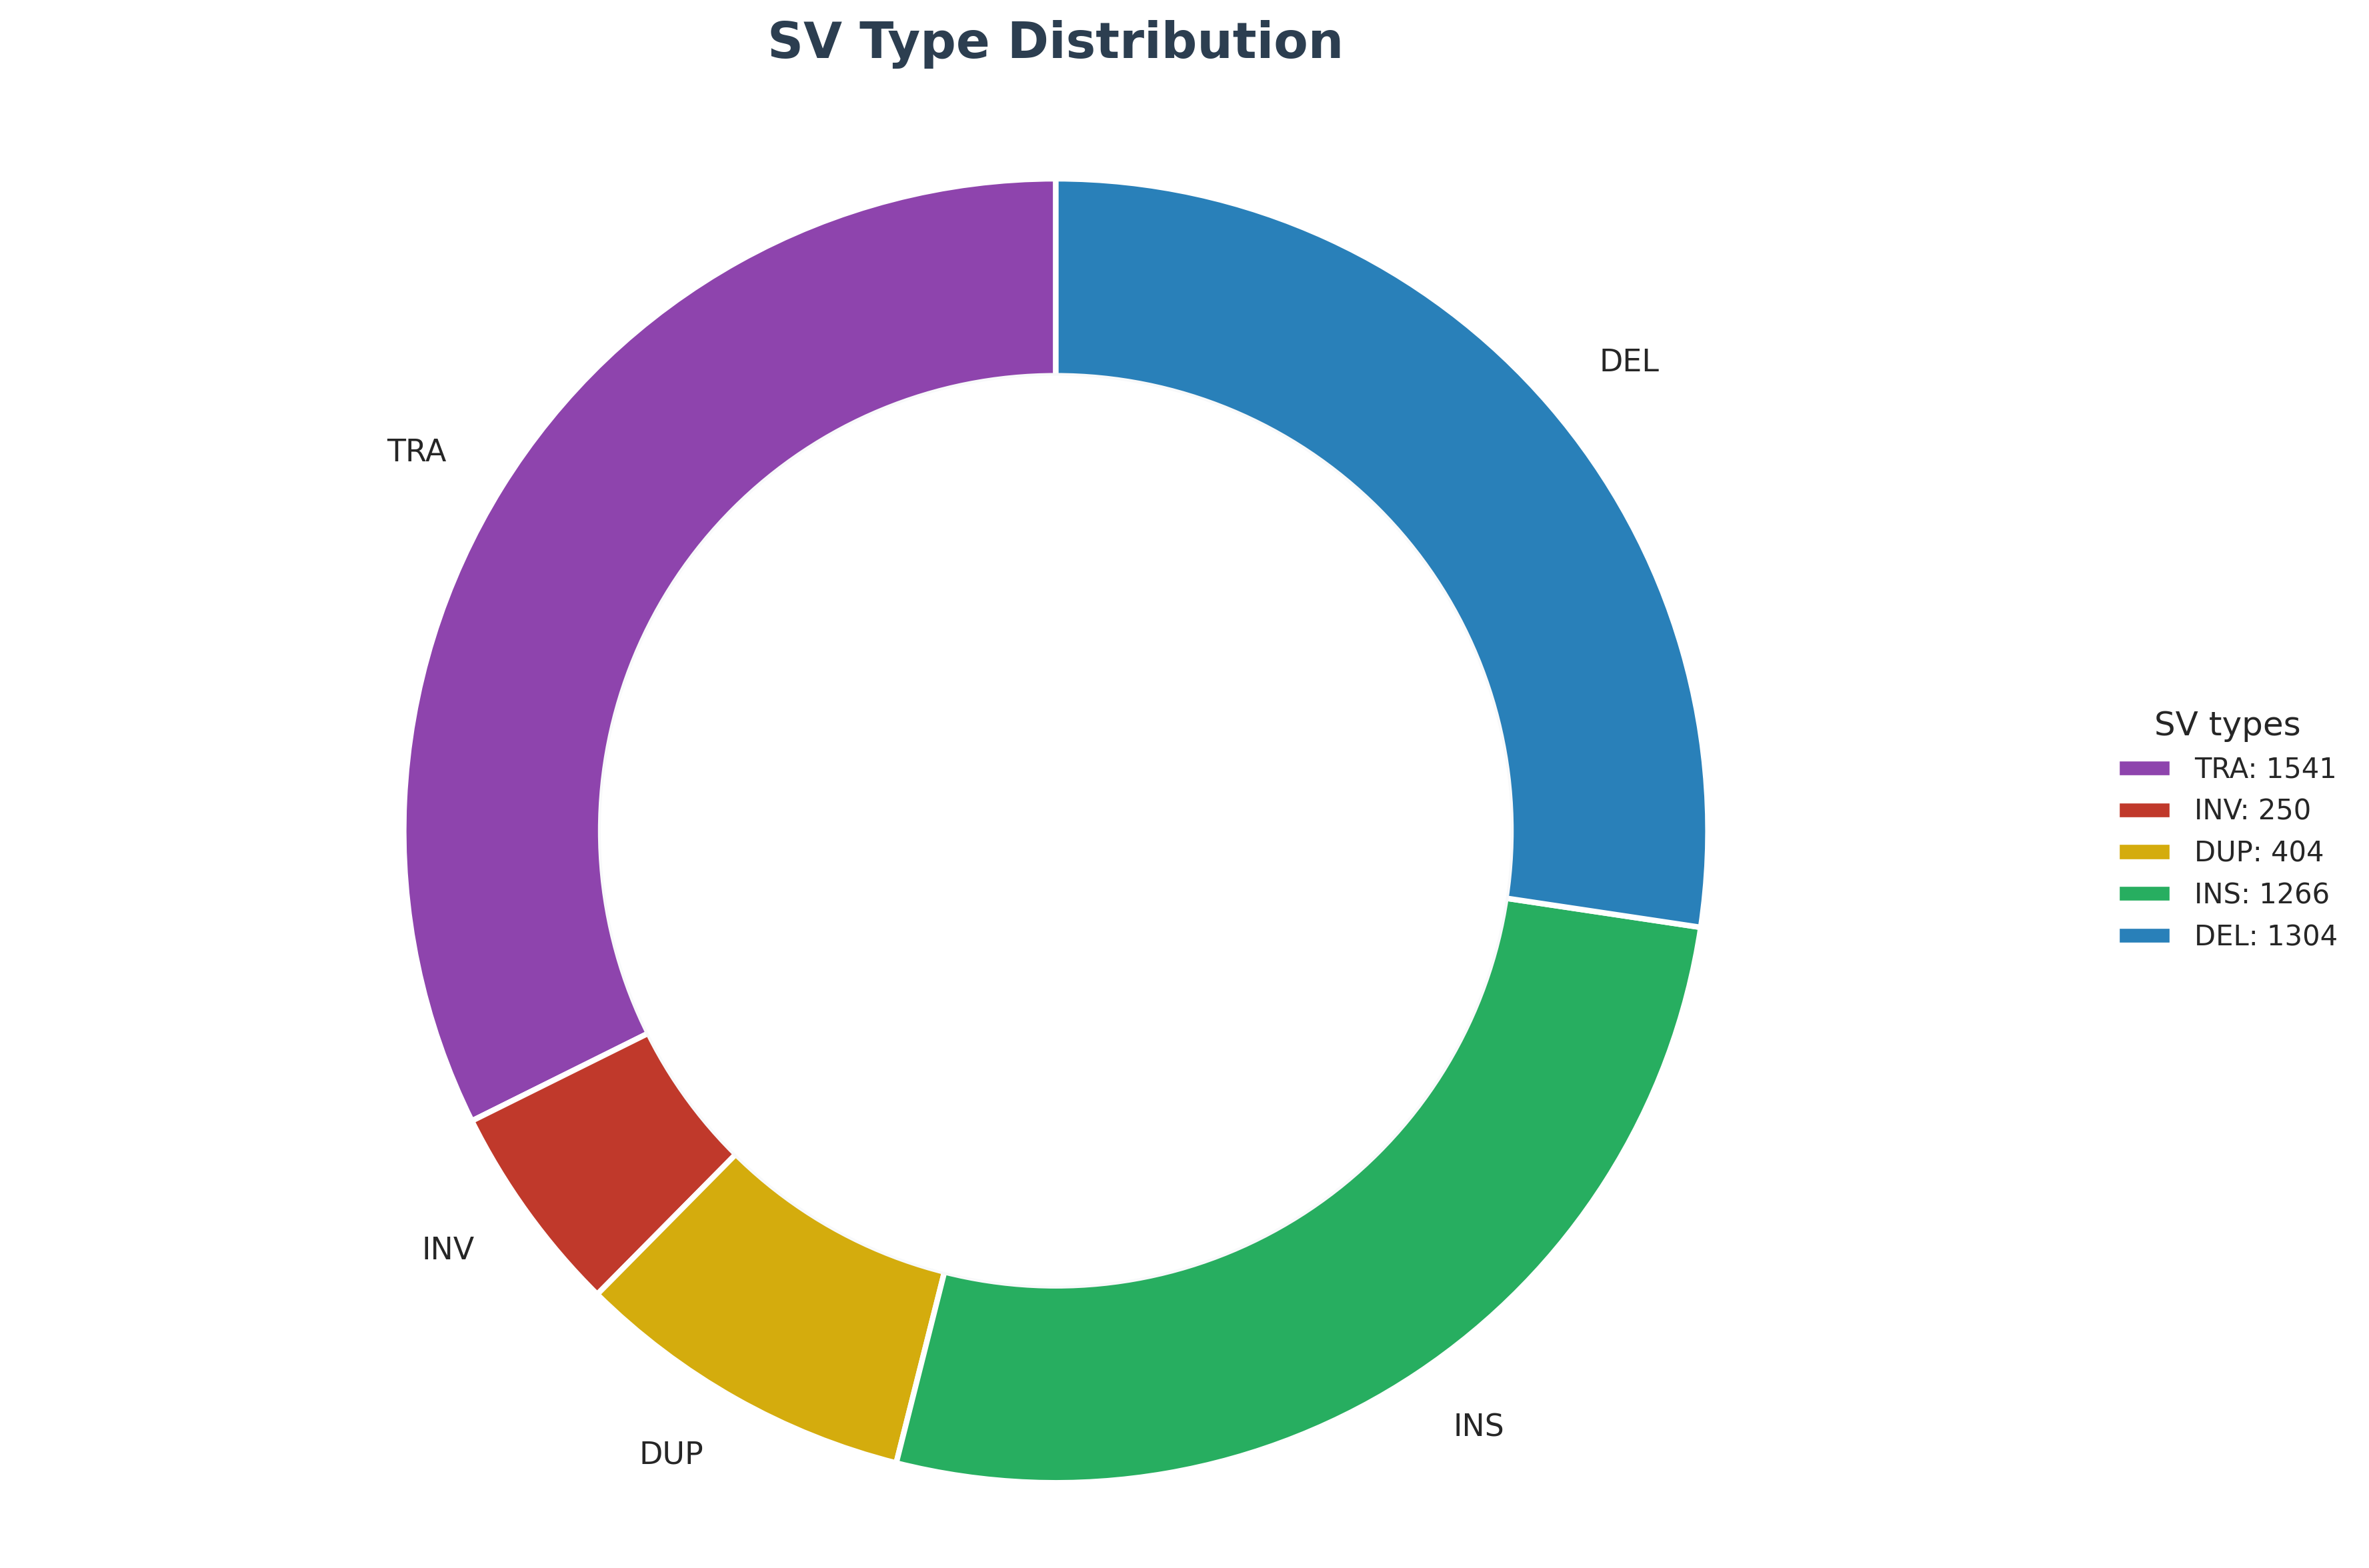 SV Type Distribution
DEL
TRA
SV types
TRA: 1541
INV: 250
DUP: 404
INS: 1266
DEL: 1304
INV
INS
DUP